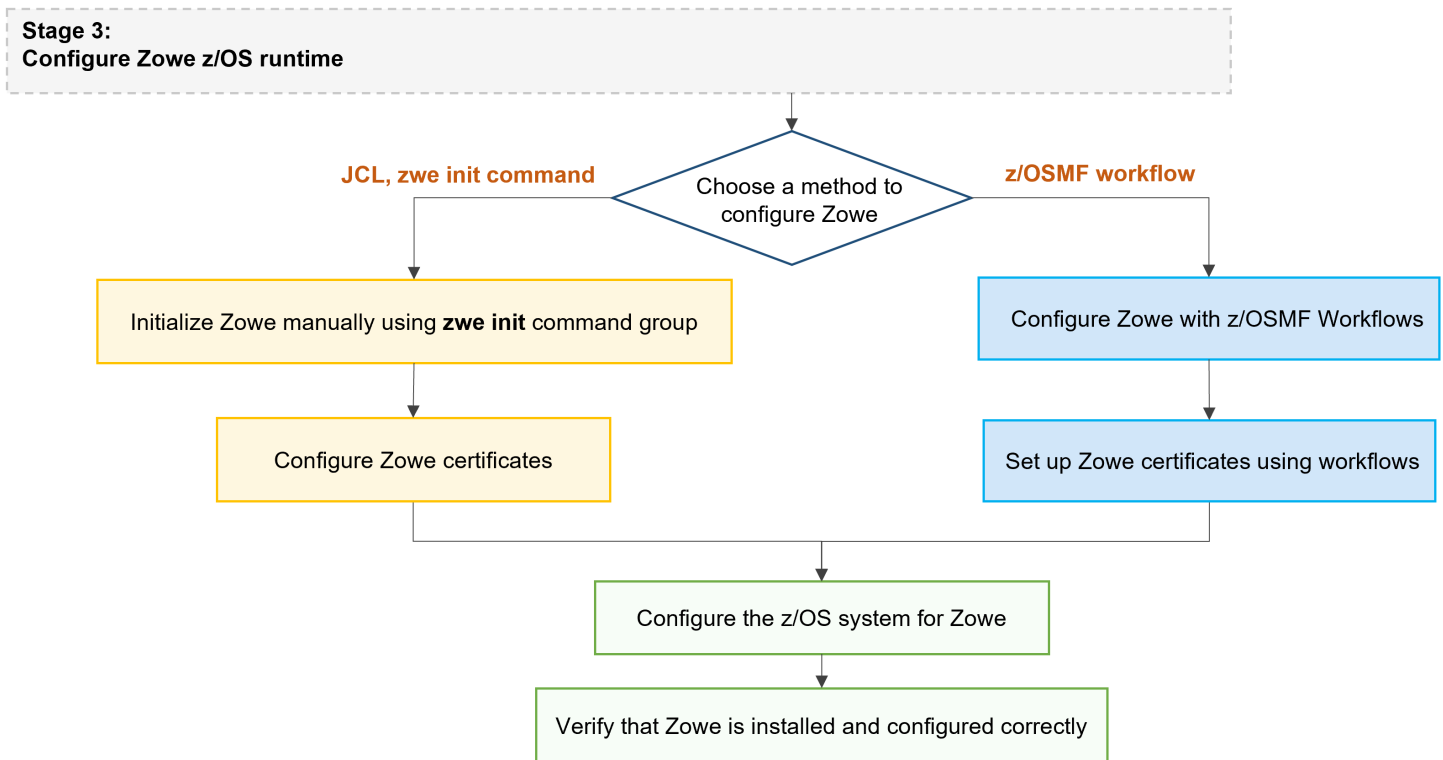 Stage 3:
Configure Zowe z/OS runtime
JCL, zwe init command
z/OSMF workflow
Choose a method to
configure Zowe
Initialize Zowe manually using zwe init command group
Configure Zowe with z/OSMF Workflows
Configure Zowe certificates
Set up Zowe certificates using workflows
Configure the z/OS system for Zowe
Verify that Zowe is installed and configured correctly